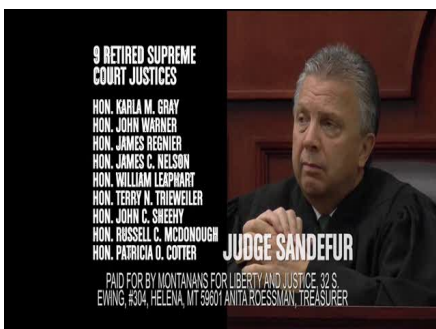 9 RETIRED SUPREME
COURT JUSTICES
HON. KARLA M. GRAY
HON. JOHN WARNER
HON. JAMES REGNIER
HON. JAMES C. NELSON
HON. WILLIAM LEAPHART
HON. TERRY N. TRIEWEILER
HON. JOHN C. SHEEHY
HON. RUSSELL C. MCDONOUGH
HON. PATRICIA O. COTTER
JUDGE SANDEFUR
PAID FOR BY MONTANANS FOR LIBERTY AND JUSTICE, 32 S.
EWING, #304, HELENA, MT 59601 ANITA ROESSMAN, TREASURER